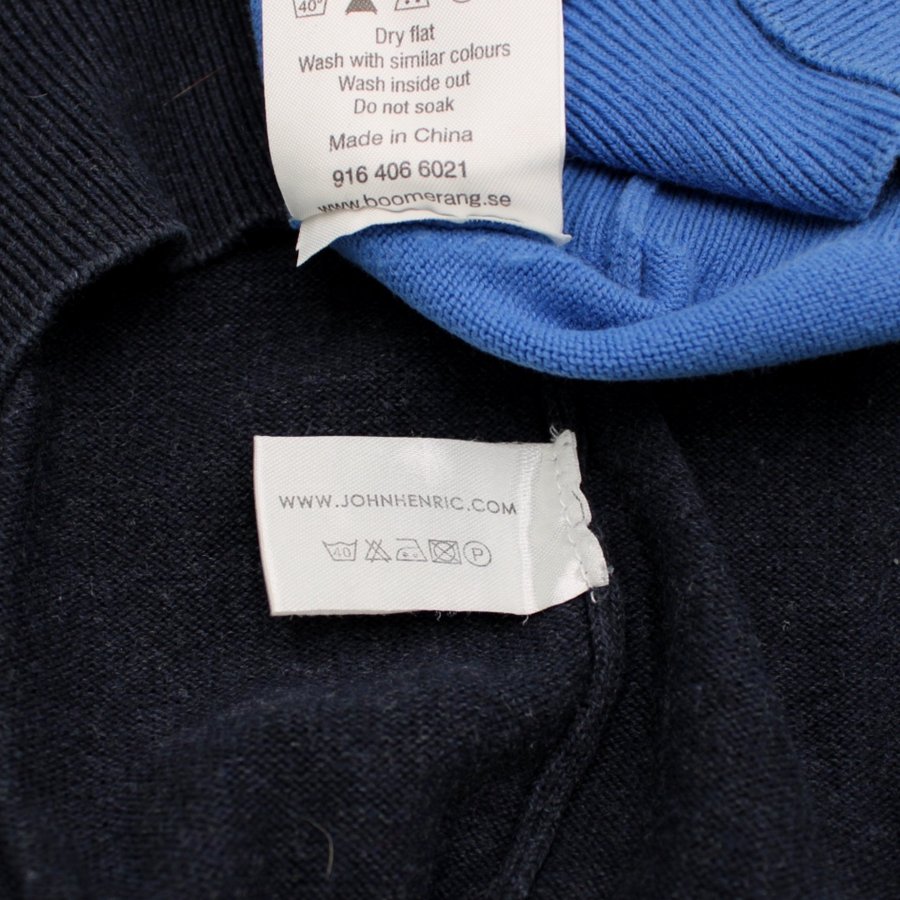 40°
Dry flat
Wash with similar colours
Wash inside out
Do not soak
Made in China
916 406 6021
www.boomerang.se
WWW.JOHNHENRIC.COM
40 P